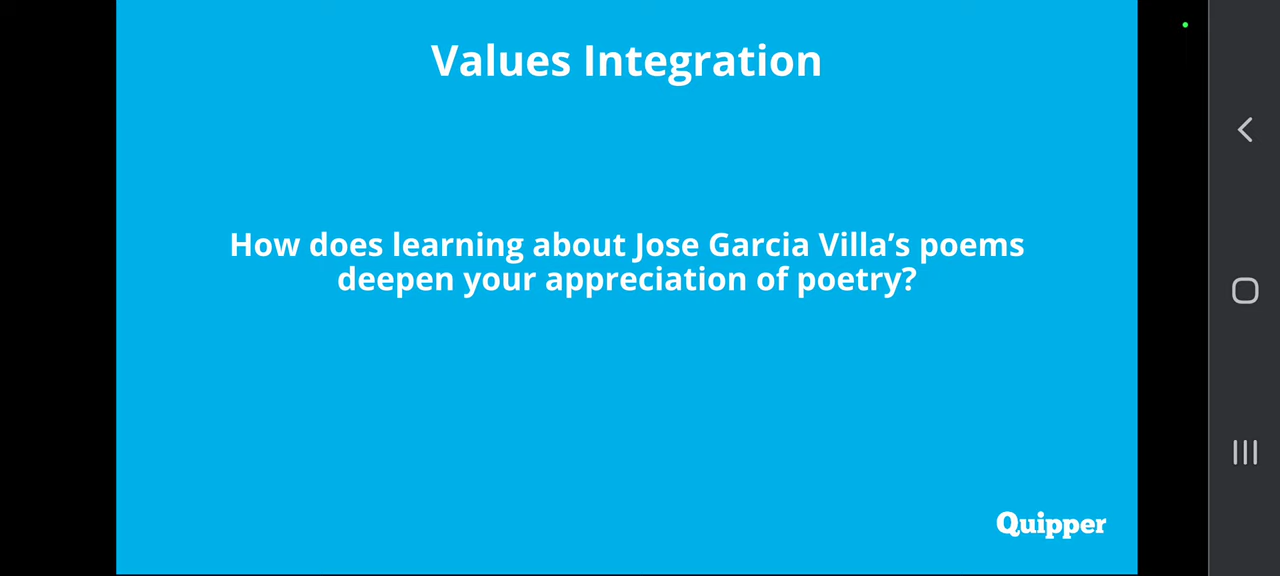 Values Integration
How does learning about Jose Garcia Villa’s poems
deepen your appreciation of poetry?
Quipper